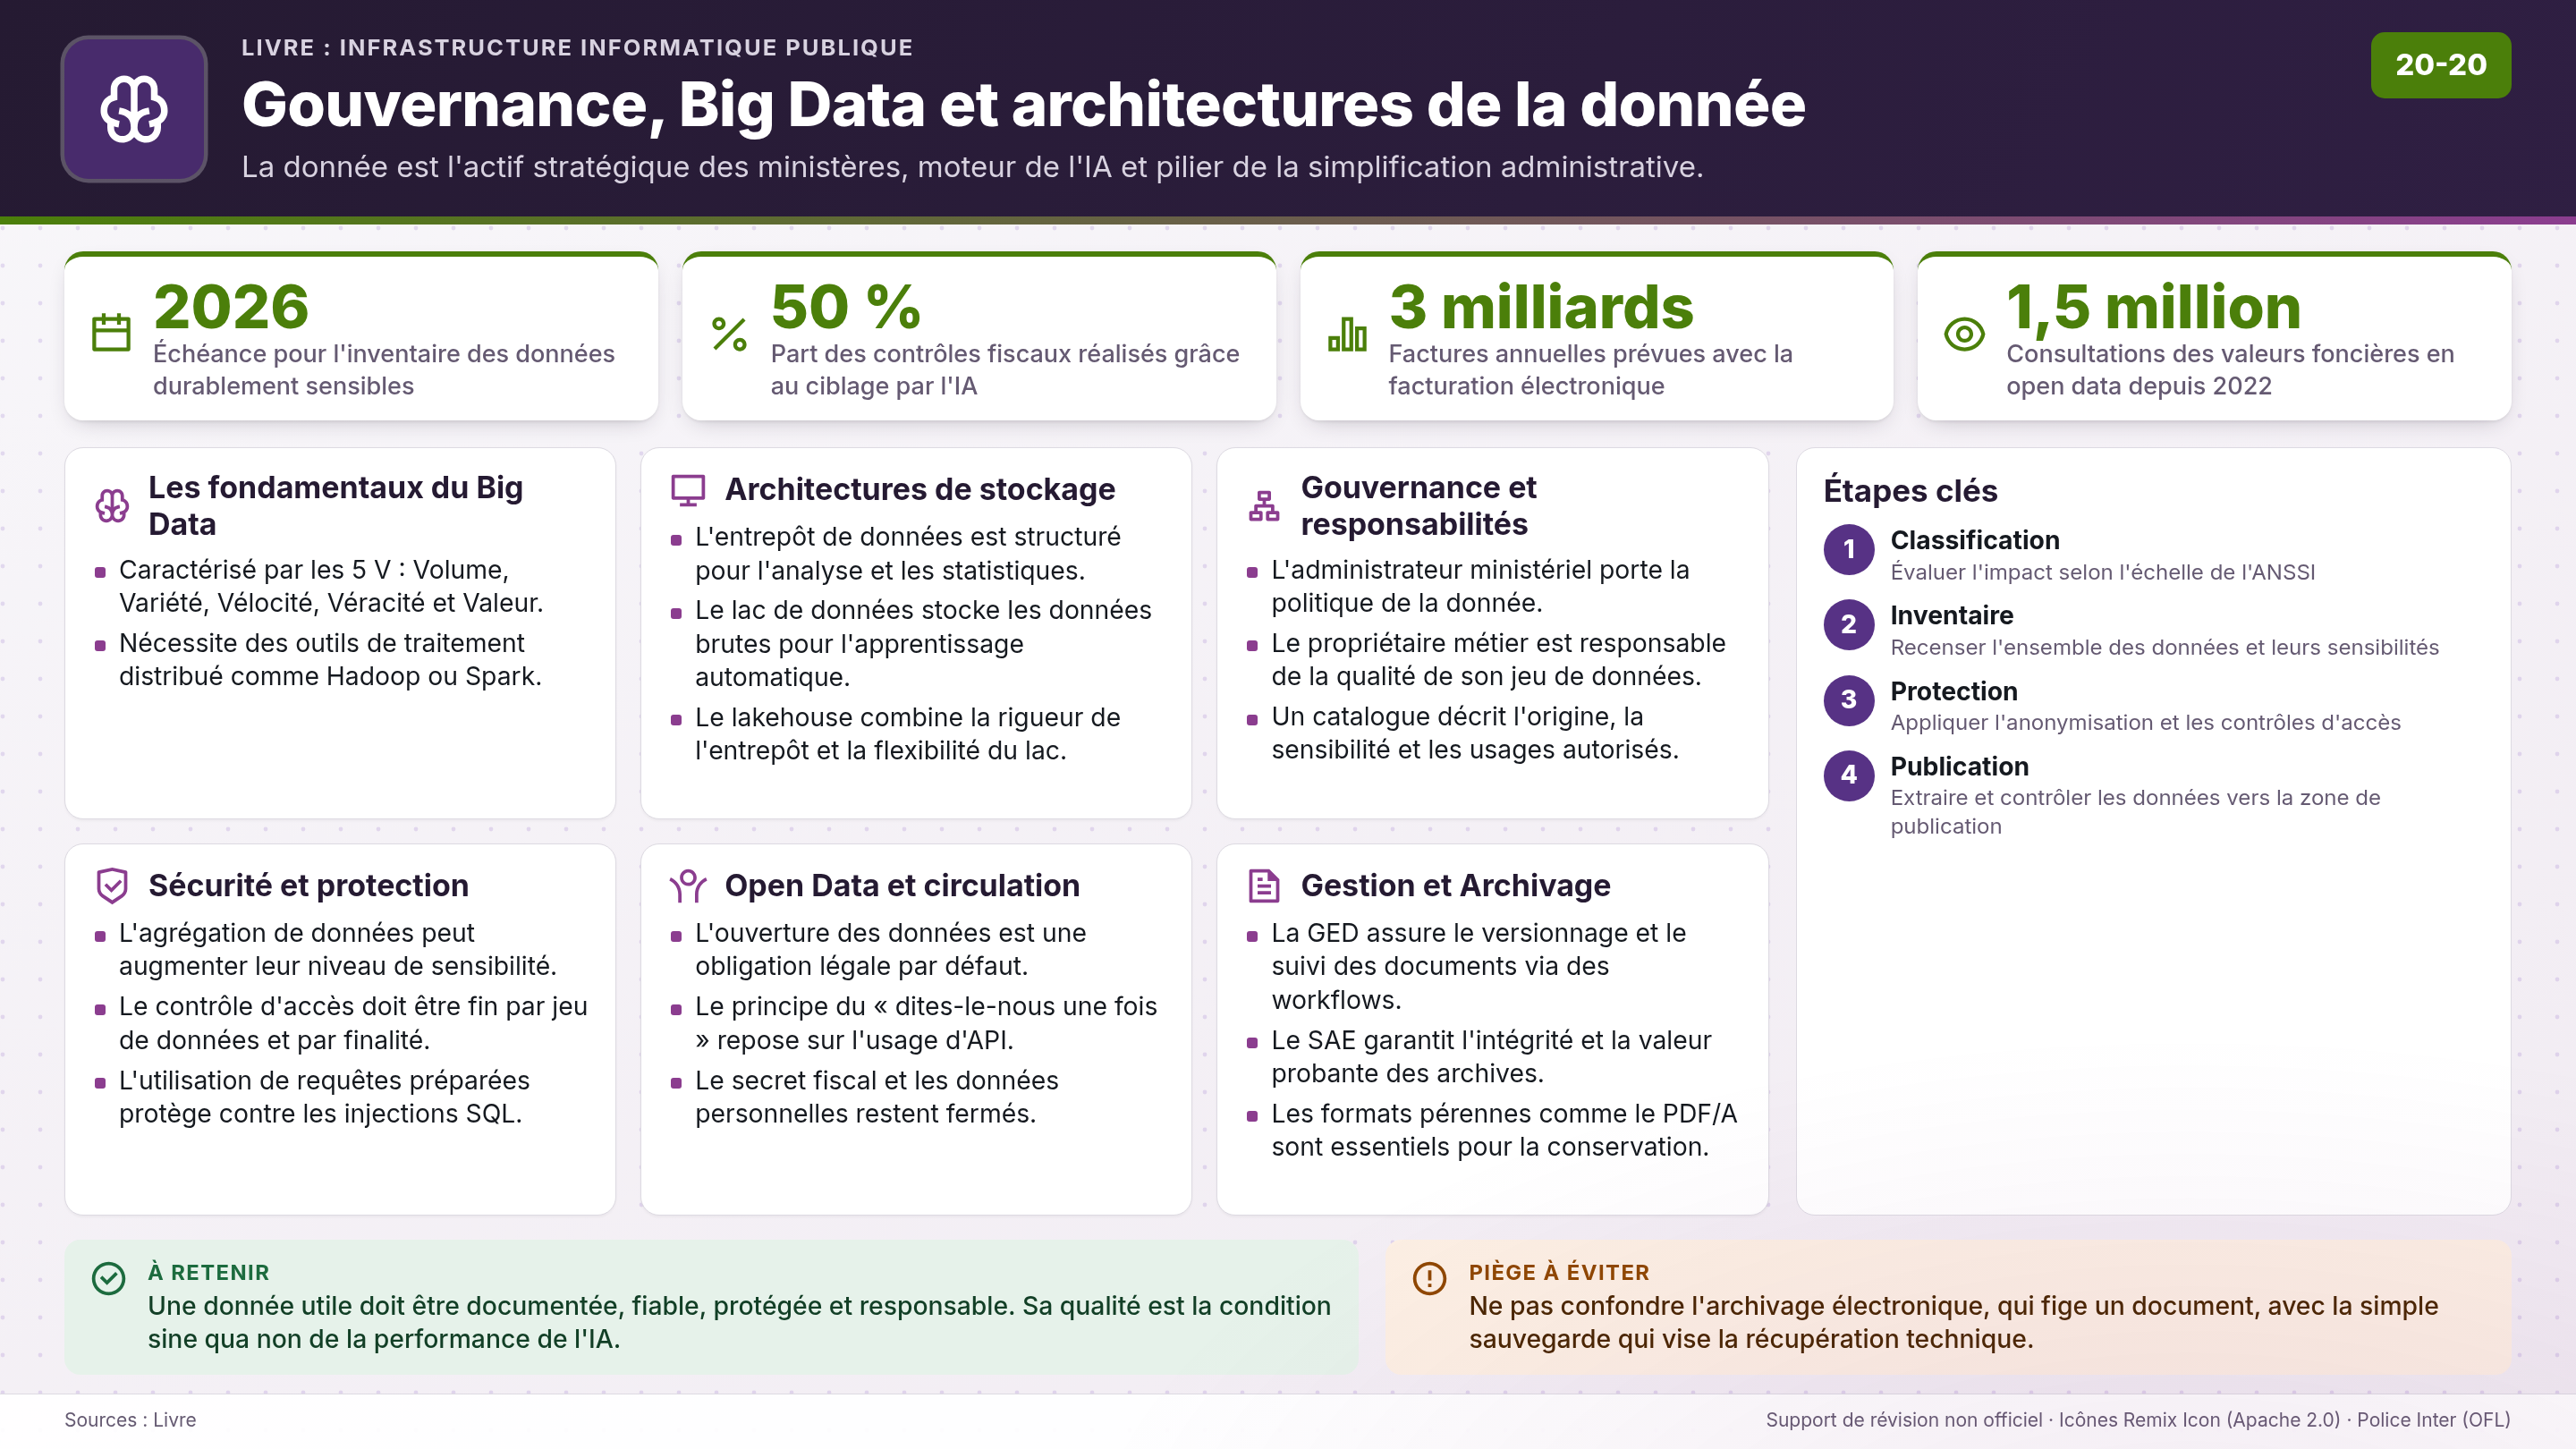 LIVRE : INFRASTRUCTURE INFORMATIQUE PUBLIQUE
Gouvernance, Big Data et architectures de la donnée
La donnée est l'actif stratégique des ministères, moteur de l'IA et pilier de la simplification administrative.
20-20
2026
Échéance pour l'inventaire des données
durablement sensibles
50 %
Part des contrôles fiscaux réalisés grâce
au ciblage par l'IA
3 milliards
Factures annuelles prévues avec la
facturation électronique
1,5 million
Consultations des valeurs foncières en
open data depuis 2022
Les fondamentaux du Big
Data
Caractérisé par les 5 V : Volume,
Variété, Vélocité, Véracité et Valeur.
Nécessite des outils de traitement
distribué comme Hadoop ou Spark.
Architectures de stockage
L'entrepôt de données est structuré
pour l'analyse et les statistiques.
Le lac de données stocke les données
brutes pour l'apprentissage
automatique.
Le lakehouse combine la rigueur de
l'entrepôt et la flexibilité du lac.
Gouvernance et
responsabilités
L'administrateur ministériel porte la
politique de la donnée.
Le propriétaire métier est responsable
de la qualité de son jeu de données.
Un catalogue décrit l'origine, la
sensibilité et les usages autorisés.
Sécurité et protection
L'agrégation de données peut
augmenter leur niveau de sensibilité.
Le contrôle d'accès doit être fin par jeu
de données et par finalité.
L'utilisation de requêtes préparées
protège contre les injections SQL.
Open Data et circulation
L'ouverture des données est une
obligation légale par défaut.
Le principe du « dites-le-nous une fois
» repose sur l'usage d'API.
Le secret fiscal et les données
personnelles restent fermés.
Gestion et Archivage
La GED assure le versionnage et le
suivi des documents via des
workflows.
Le SAE garantit l'intégrité et la valeur
probante des archives.
Les formats pérennes comme le PDF/A
sont essentiels pour la conservation.
Étapes clés
1
Classification
Évaluer l'impact selon l'échelle de l'ANSSI
2
Inventaire
Recenser l'ensemble des données et leurs sensibilités
3
Protection
Appliquer l'anonymisation et les contrôles d'accès
4
Publication
Extraire et contrôler les données vers la zone de
publication
À RETENIR
Une donnée utile doit être documentée, fiable, protégée et responsable. Sa qualité est la condition
sine qua non de la performance de l'IA.
PIÈGE À ÉVITER
Ne pas confondre l'archivage électronique, qui fige un document, avec la simple
sauvegarde qui vise la récupération technique.
Sources : Livre
Support de révision non officiel · Icônes Remix Icon (Apache 2.0) · Police Inter (OFL)